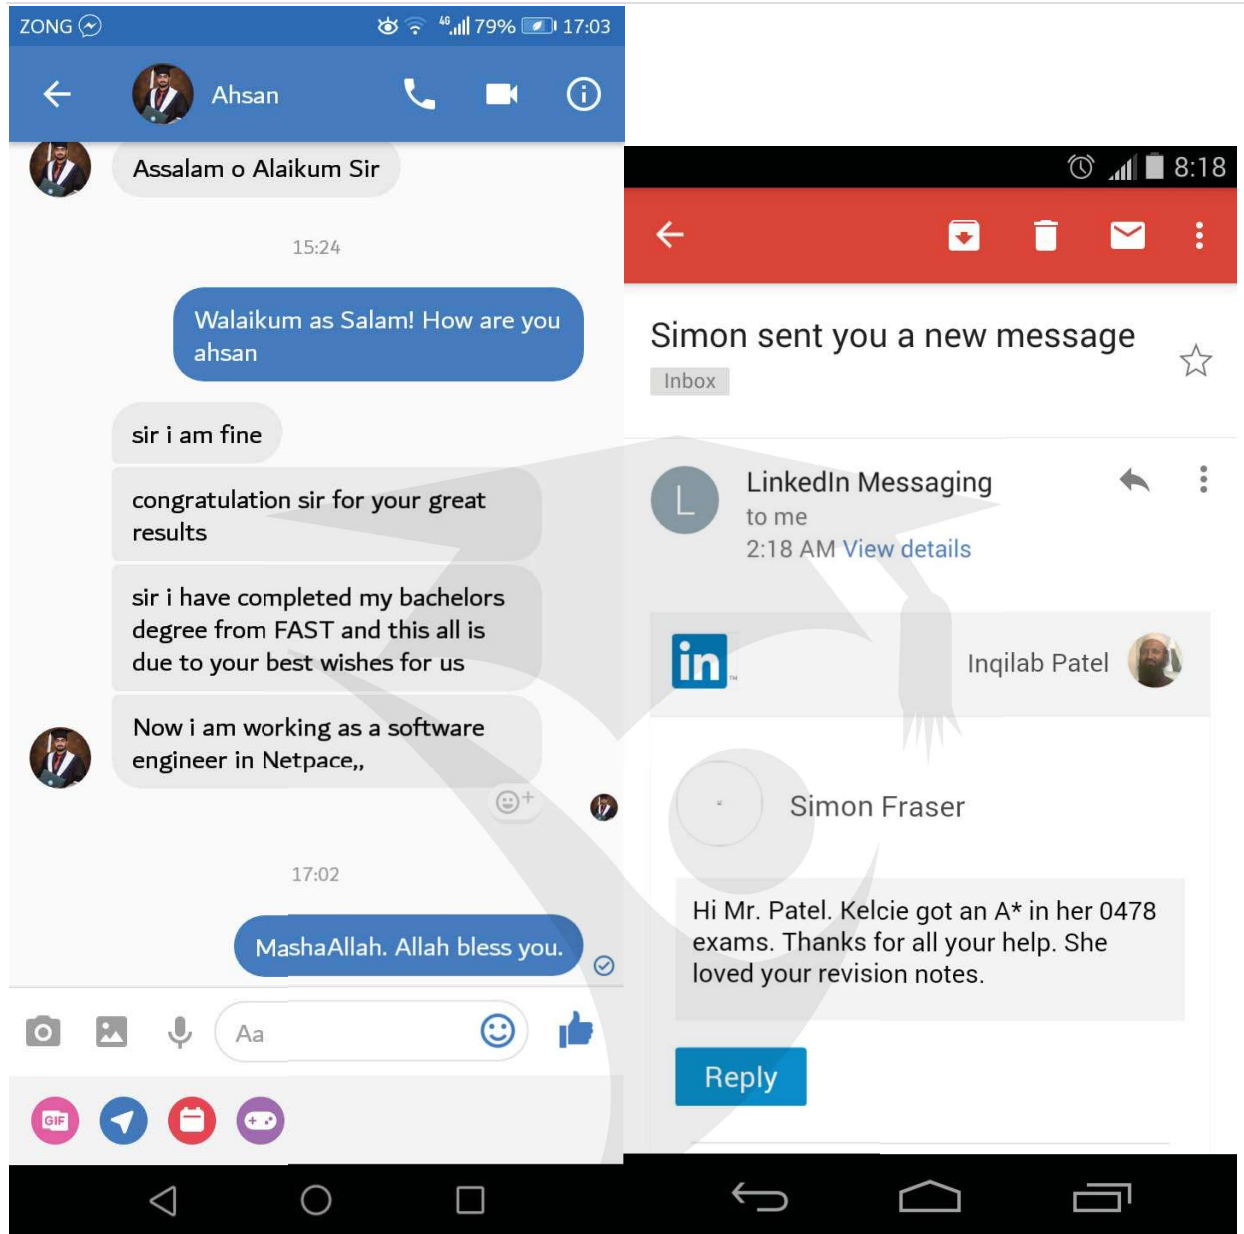 ZONG
4G 79% 17:03
Ahsan
Assalam o Alaikum Sir
15:24
Walaikum as Salam! How are you
ahsan
sir i am fine
congratulation sir for your great
results
sir i have completed my bachelors
degree from FAST and this all is
due to your best wishes for us
Now i am working as a software
engineer in Netpace,,
17:02
MashaAllah. Allah bless you.
Aa
GIF
8:18
Simon sent you a new message
Inbox
L
LinkedIn Messaging
to me
2:18 AM View details
in
TM
Inqilab Patel
Simon Fraser
Hi Mr. Patel. Kelcie got an A* in her 0478
exams. Thanks for all your help. She
loved your revision notes.
Reply